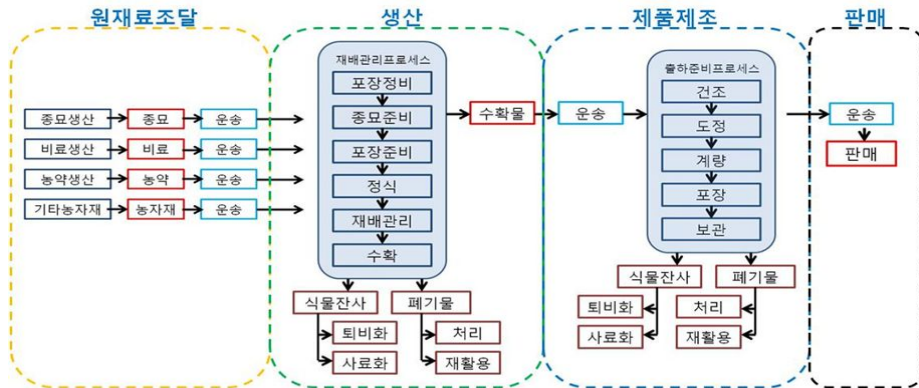 원재료조달
생산
제품제조
판매
종묘생산
종묘
운송
비료생산
비료
운송
농약생산
농약
운송
기타농자재
농자재
운송
재배관리프로세스
포장정비
종묘준비
포장준비
정식
재배관리
수확
식물잔사
폐기물
퇴비화
처리
사료화
재활용
수확물
운송
출하준비프로세스
건조
도정
계량
포장
보관
식물잔사
폐기물
퇴비화
처리
사료화
재활용
운송
판매